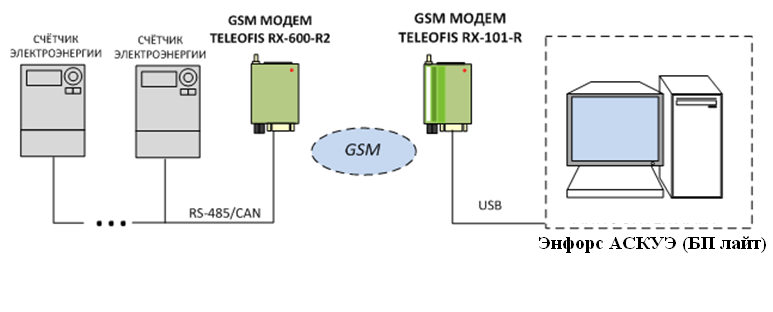 СЧЁТЧИК
ЭЛЕКТРОЭНЕРГИИ
СЧЁТЧИК
ЭЛЕКТРОЭНЕРГИИ
GSM МОДЕМ
TELEOFIS RX-600-R2
GSM МОДЕМ
TELEOFIS RX-101-R
GSM
RS-485/CAN
USB
Энфорс АСКУЭ (БП лайт)